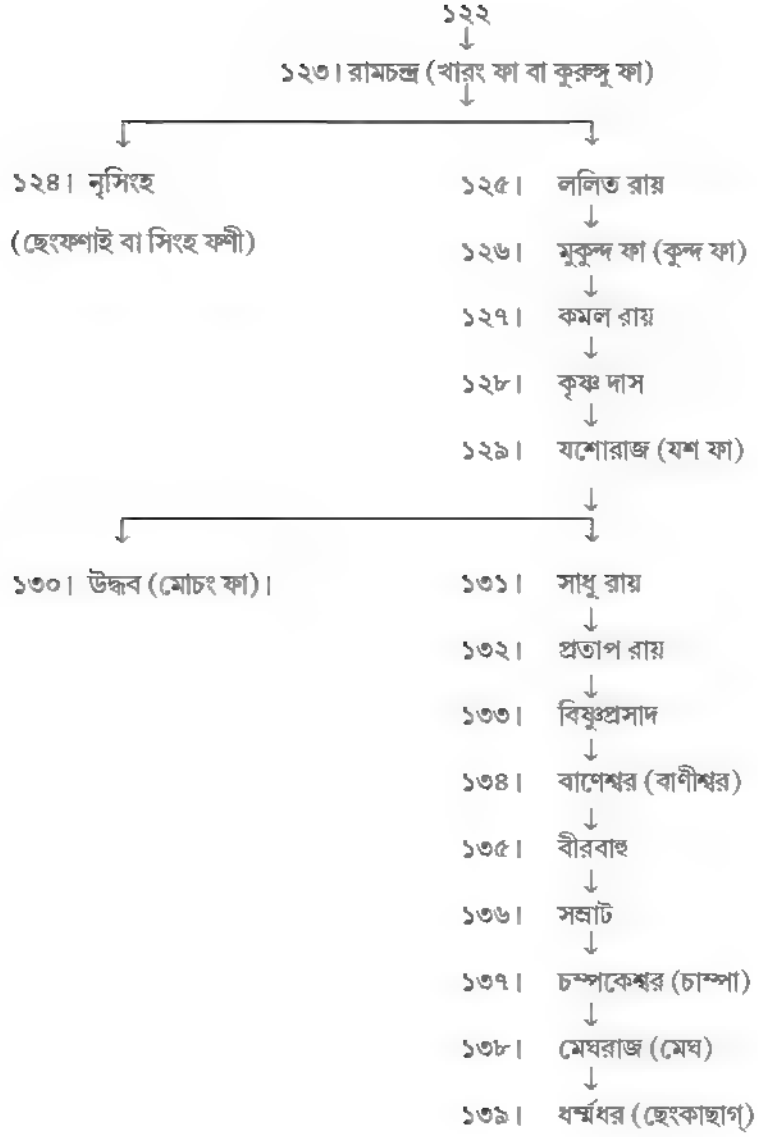 ১২২
১২৩। রামচন্দ্র (খারং ফা বা কুরুঙ্গু ফা)
১২৪। নৃসিংহ
(ছেংফণাই বা সিংহ ফণী)
১২৫। ললিত রায়
১২৬। মুকুন্দ ফা (কুন্দ ফা)
১২৭। কমল রায়
১২৮। কৃষ্ণ দাস
১২৯। যশোরাজ (যশ ফা)
১৩০। উদ্ধব (মোচং ফা)।
১৩১। সাধু রায়
১৩২। প্রতাপ রায়
১৩৩। বিষ্ণুপ্রসাদ
১৩৪। বাণেশ্বর (বাণীশ্বর)
১৩৫। বীরবাহু
১৩৬। সম্রাট
১৩৭। চম্পকেশ্বর (চাম্পা)
১৩৮। মেঘরাজ (মেঘ)
১৩৯। ধর্ম্মধর (ছেংকাছাগ্)